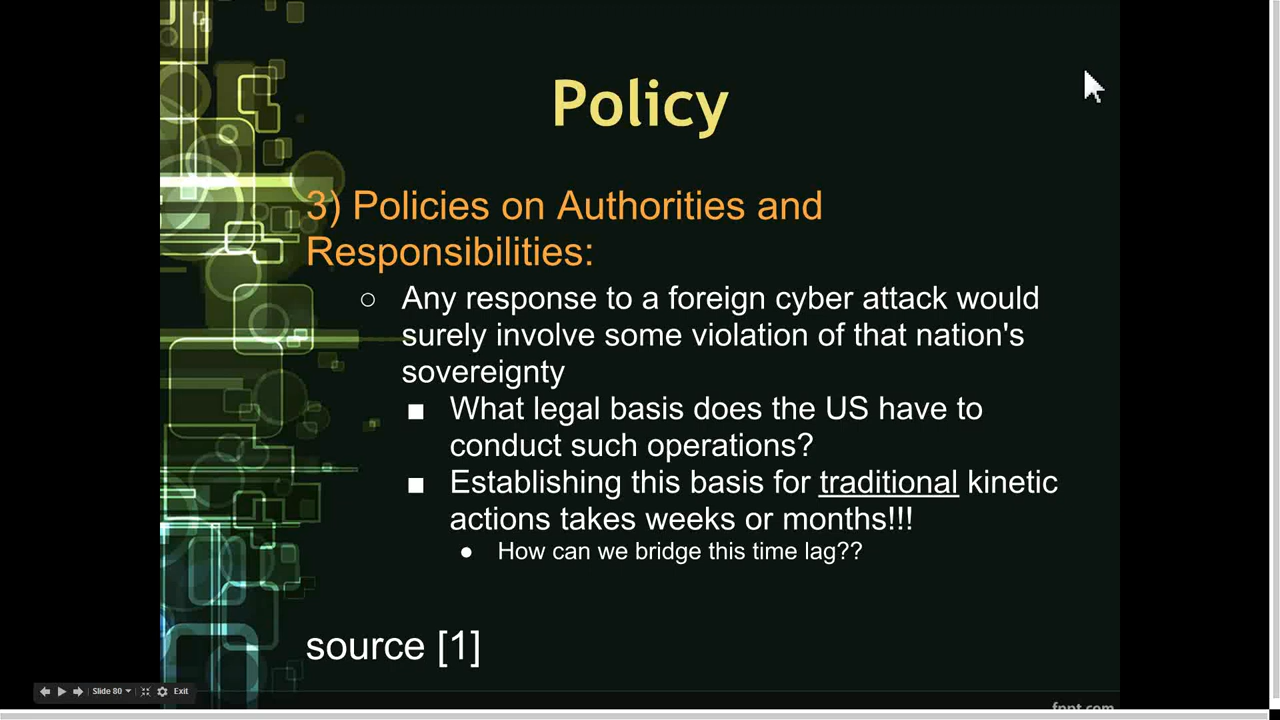 Policy
3) Policies on Authorities and
Responsibilities:
○ Any response to a foreign cyber attack would
surely involve some violation of that nation's
sovereignty
■ What legal basis does the US have to
conduct such operations?
■ Establishing this basis for traditional kinetic
actions takes weeks or months!!!
● How can we bridge this time lag??
source [1]
Slide 80 Exit
fppt.com